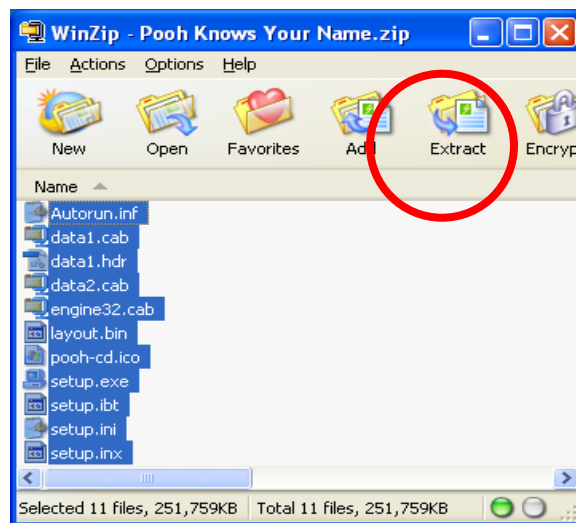 WinZip - Pooh Knows Your Name.zip
File Actions Options Help
New Open Favorites Add Extract Encryp
Name
Autorun.inf
data1.cab
data1.hdr
data2.cab
engine32.cab
layout.bin
pooh-cd.ico
setup.exe
setup.ibt
setup.ini
setup.inx
Selected 11 files, 251,759KB Total 11 files, 251,759KB